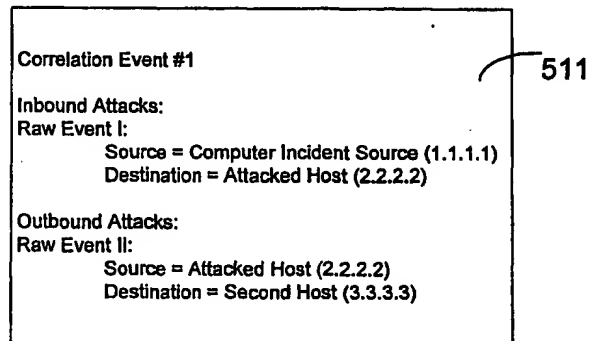 Correlation Event #1
511
Inbound Attacks:
Raw Event I:
Source = Computer Incident Source (1.1.1.1)
Destination = Attacked Host (2.2.2.2)
Outbound Attacks:
Raw Event II:
Source = Attacked Host (2.2.2.2)
Destination = Second Host (3.3.3.3)